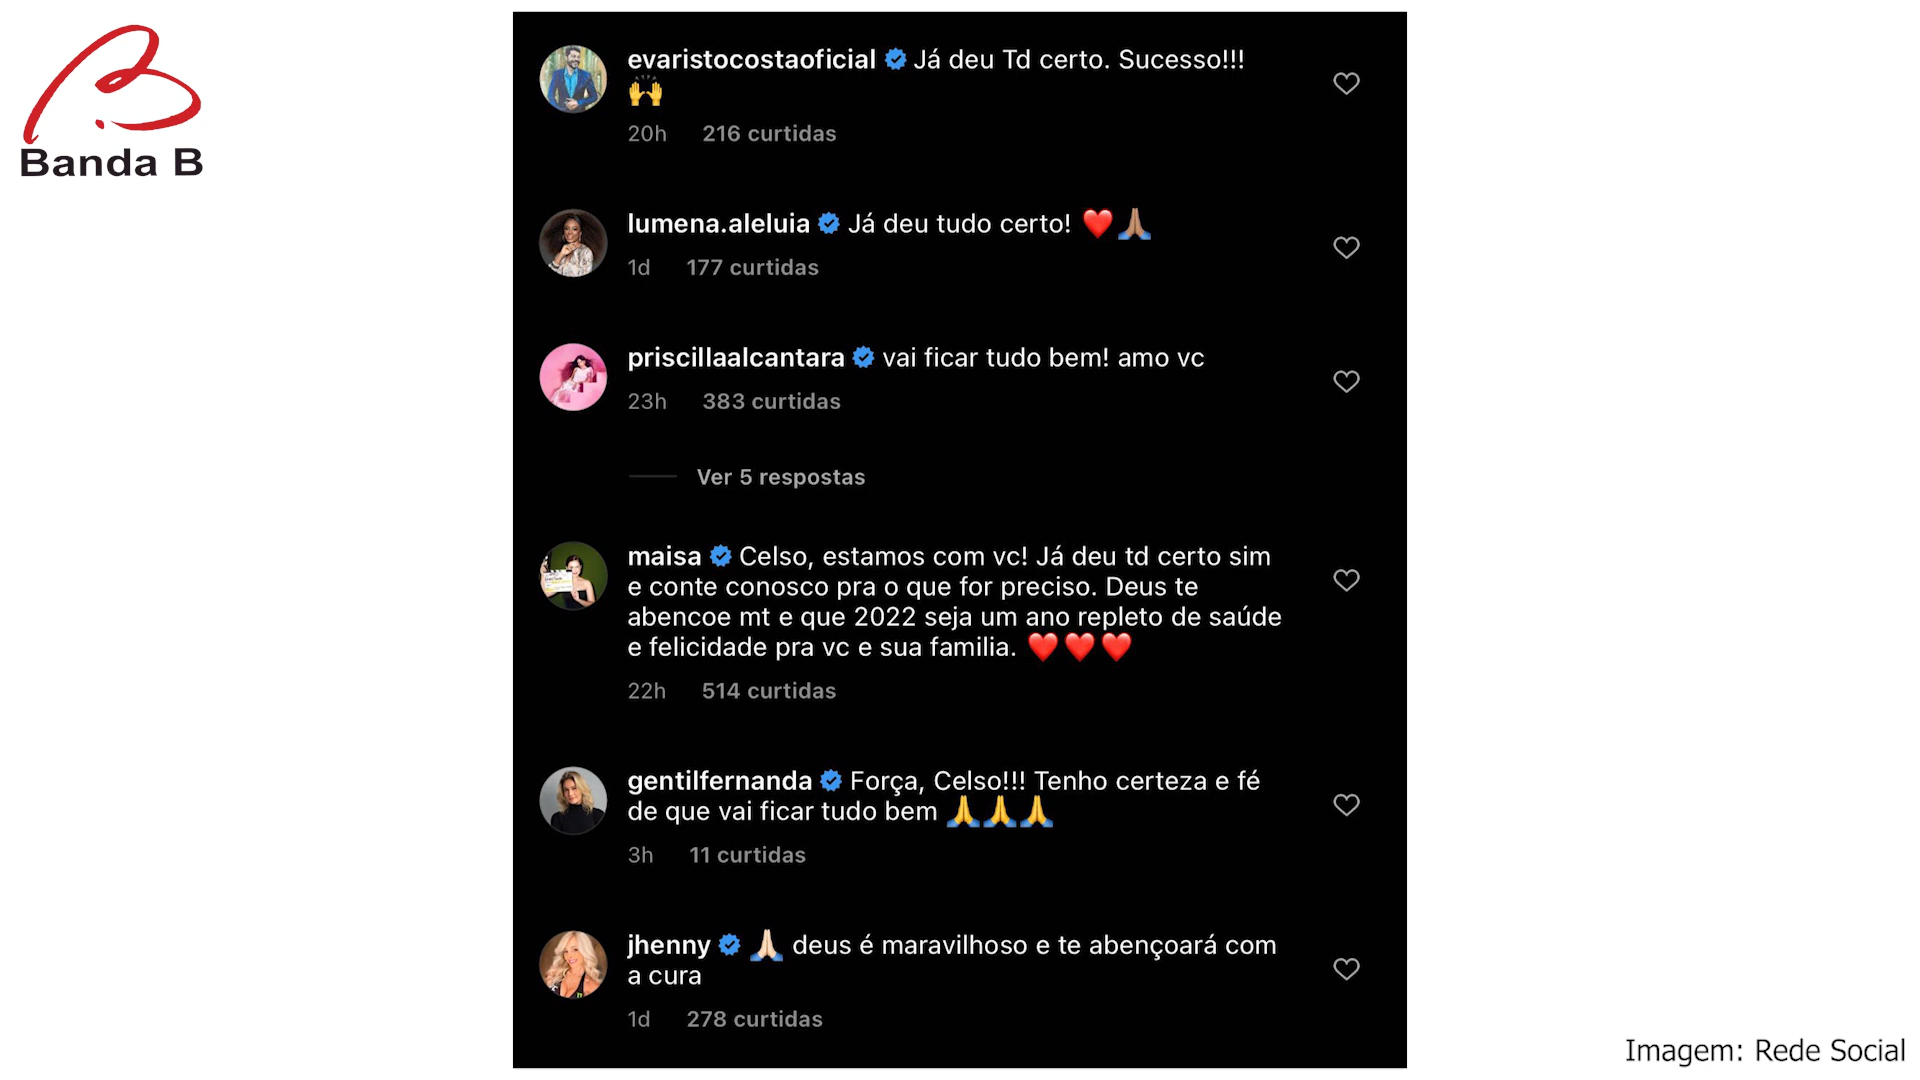 Banda B
evaristocostaoficial Já deu Td certo. Sucesso!!!
🙌
20h 216 curtidas
lumena.aleluia Já deu tudo certo! ❤️🙏🏽
1d 177 curtidas
priscillaalcantara vai ficar tudo bem! amo vc
23h 383 curtidas
Ver 5 respostas
maisa Celso, estamos com vc! Já deu td certo sim
e conte conosco pra o que for preciso. Deus te
abencoe mt e que 2022 seja um ano repleto de saúde
e felicidade pra vc e sua familia. ❤️❤️❤️
22h 514 curtidas
gentilfernanda Força, Celso!!! Tenho certeza e fé
de que vai ficar tudo bem 🙏🙏🙏
3h 11 curtidas
jhenny 🙏🏻 deus é maravilhoso e te abençoará com
a cura
1d 278 curtidas
Imagem: Rede Social